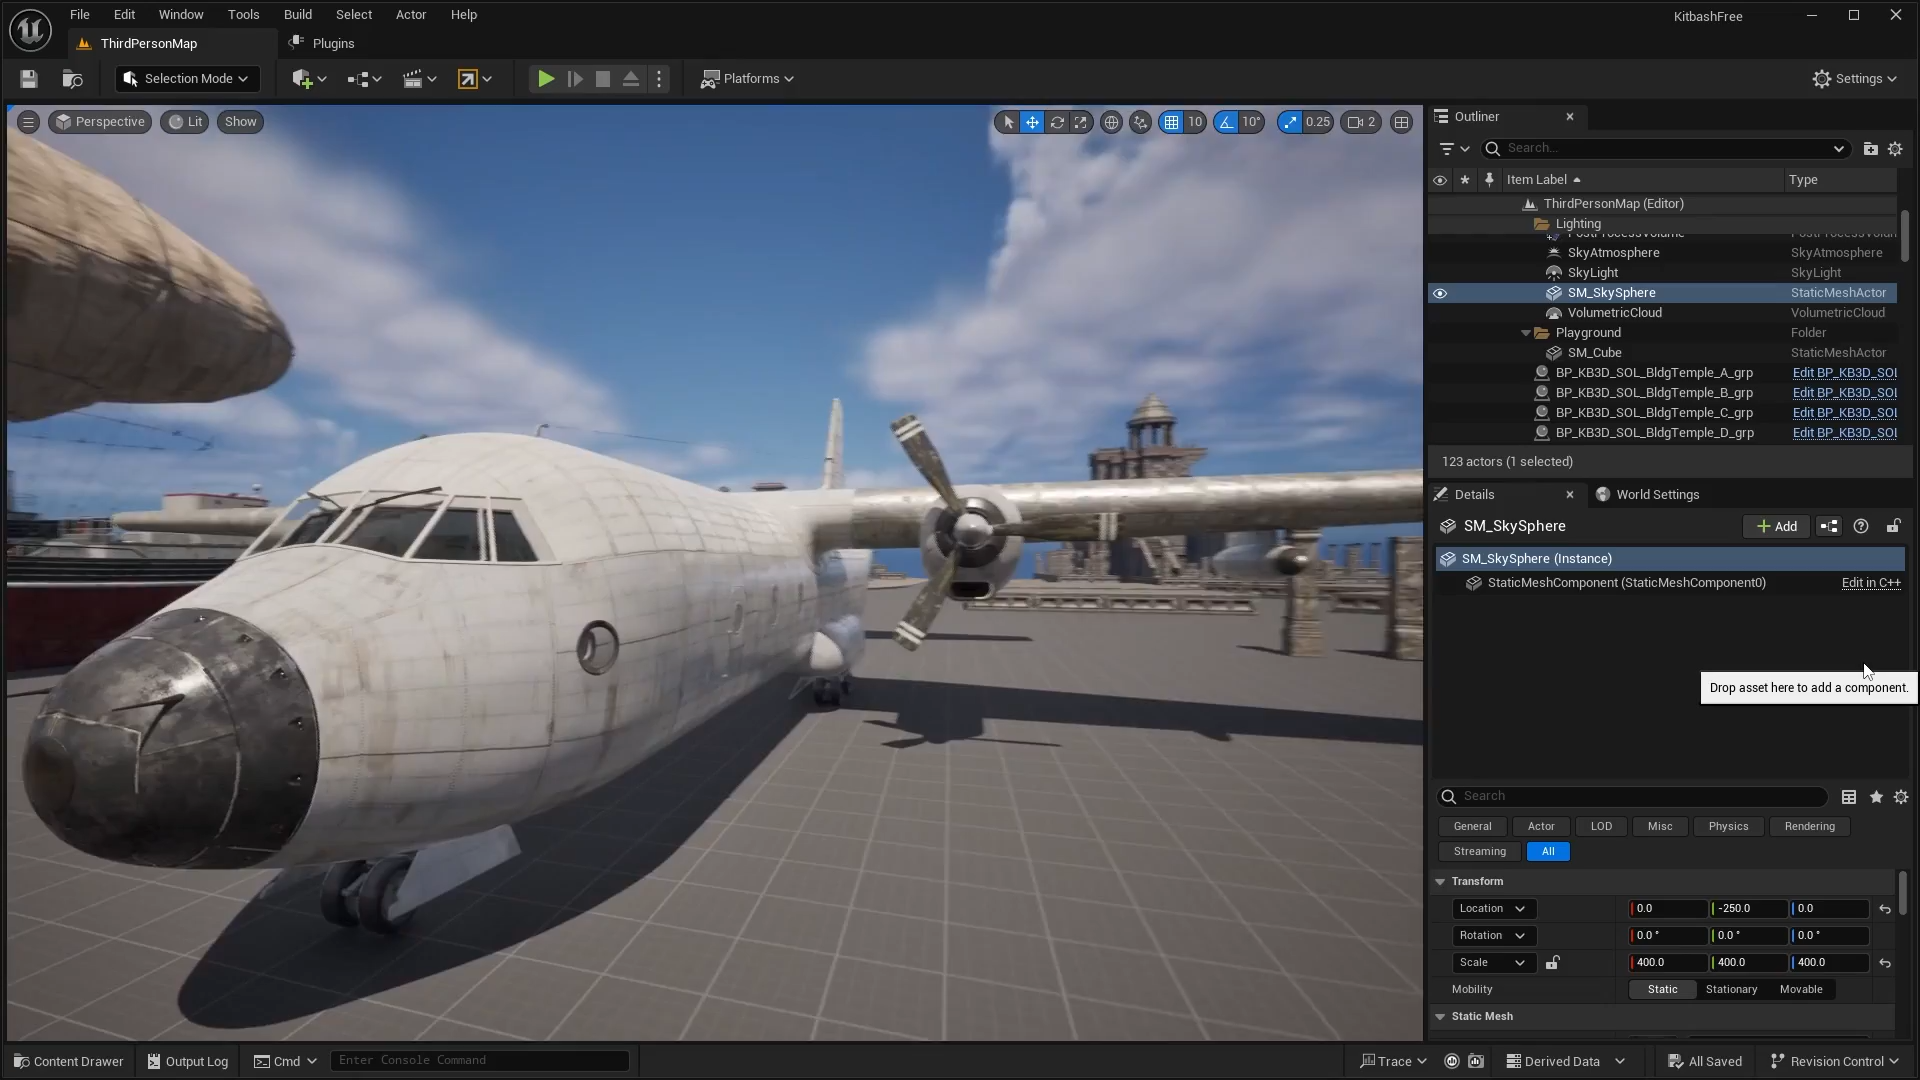 File Edit Window Tools Build Select Actor Help
KitbashFree
ThirdPersonMap
Plugins
Selection Mode
Platforms
Settings
Perspective
Lit
Show
10
10°
0.25
2
Outliner
Search...
Item Label
Type
ThirdPersonMap (Editor)
Lighting
SkyAtmosphere SkyAtmosphere
SkyLight SkyLight
SM_SkySphere StaticMeshActor
VolumetricCloud VolumetricCloud
Playground Folder
SM_Cube StaticMeshActor
BP_KB3D_SOL_BldgTemple_A_grp Edit BP_KB3D_SOL
BP_KB3D_SOL_BldgTemple_B_grp Edit BP_KB3D_SOL
BP_KB3D_SOL_BldgTemple_C_grp Edit BP_KB3D_SOL
BP_KB3D_SOL_BldgTemple_D_grp Edit BP_KB3D_SOL
123 actors (1 selected)
Details
World Settings
SM_SkySphere
+ Add
SM_SkySphere (Instance)
StaticMeshComponent (StaticMeshComponent0) Edit in C++
Drop asset here to add a component.
Search
General Actor LOD Misc Physics Rendering
Streaming All
Transform
Location 0.0 -250.0 0.0
Rotation 0.0° 0.0° 0.0°
Scale 400.0 400.0 400.0
Mobility Static Stationary Movable
Static Mesh
Content Drawer
Output Log
Cmd
Enter Console Command
Trace
Derived Data
All Saved
Revision Control